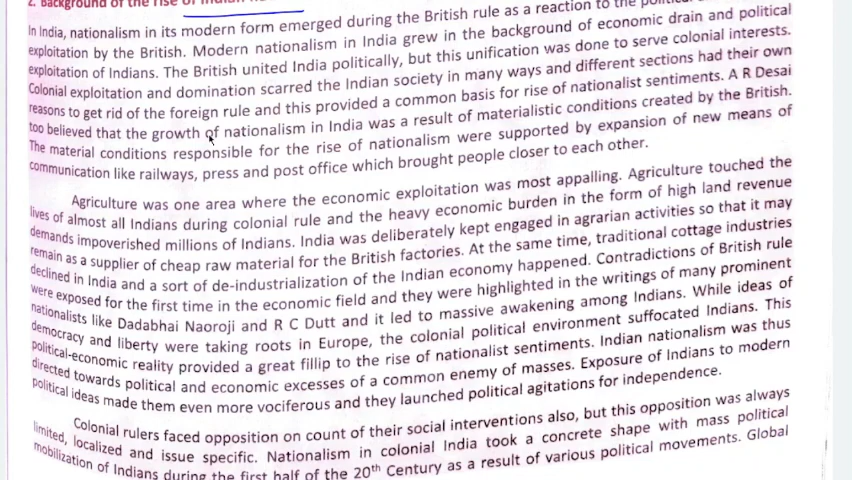 2. Background of the rise of Indian
In India, nationalism in its modern form emerged during the British rule as a reaction to the
exploitation by the British. Modern nationalism in India grew in the background of economic drain and political
exploitation of Indians. The British united India politically, but this unification was done to serve colonial interests.
Colonial exploitation and domination scarred the Indian society in many ways and different sections had their own
reasons to get rid of the foreign rule and this provided a common basis for rise of nationalist sentiments. A R Desai
too believed that the growth of nationalism in India was a result of materialistic conditions created by the British.
The material conditions responsible for the rise of nationalism were supported by expansion of new means of
communication like railways, press and post office which brought people closer to each other.
Agriculture was one area where the economic exploitation was most appalling. Agriculture touched the
lives of almost all Indians during colonial rule and the heavy economic burden in the form of high land revenue
demands impoverished millions of Indians. India was deliberately kept engaged in agrarian activities so that it may
remain as a supplier of cheap raw material for the British factories. At the same time, traditional cottage industries
declined in India and a sort of de-industrialization of the Indian economy happened. Contradictions of British rule
were exposed for the first time in the economic field and they were highlighted in the writings of many prominent
nationalists like Dadabhai Naoroji and R C Dutt and it led to massive awakening among Indians. While ideas of
democracy and liberty were taking roots in Europe, the colonial political environment suffocated Indians. This
political-economic reality provided a great fillip to the rise of nationalist sentiments. Indian nationalism was thus
directed towards political and economic excesses of a common enemy of masses. Exposure of Indians to modern
political ideas made them even more vociferous and they launched political agitations for independence.
Colonial rulers faced opposition on count of their social interventions also, but this opposition was always
limited, localized and issue specific. Nationalism in colonial India took a concrete shape with mass political
mobilization of Indians during the first half of the 20th Century as a result of various political movements. Global